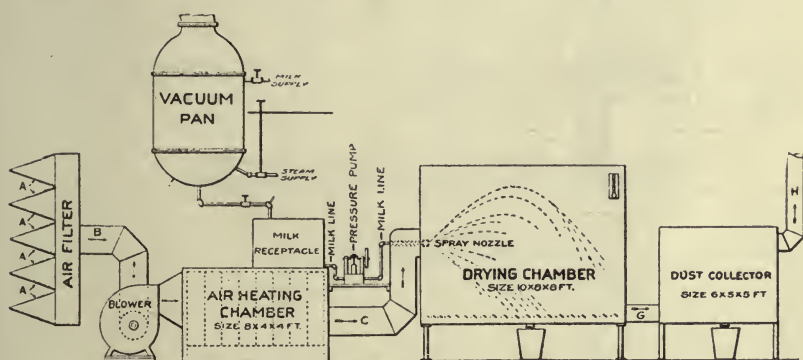 VACUUM
PAN
MILK
SUPPLY
STEAM
SUPPLY
A
A
A
A
AIR FILTER
B
BLOWER
MILK
RECEPTACLE
MILK LINE
PRESSURE PUMP
MILK LINE
AIR HEATING
CHAMBER
SIZE 8X4X4 FT.
C
SPRAY NOZZLE
DRYING CHAMBER
SIZE 10X8X8 FT.
G
DUST COLLECTOR
SIZE 6X5X5 FT
H